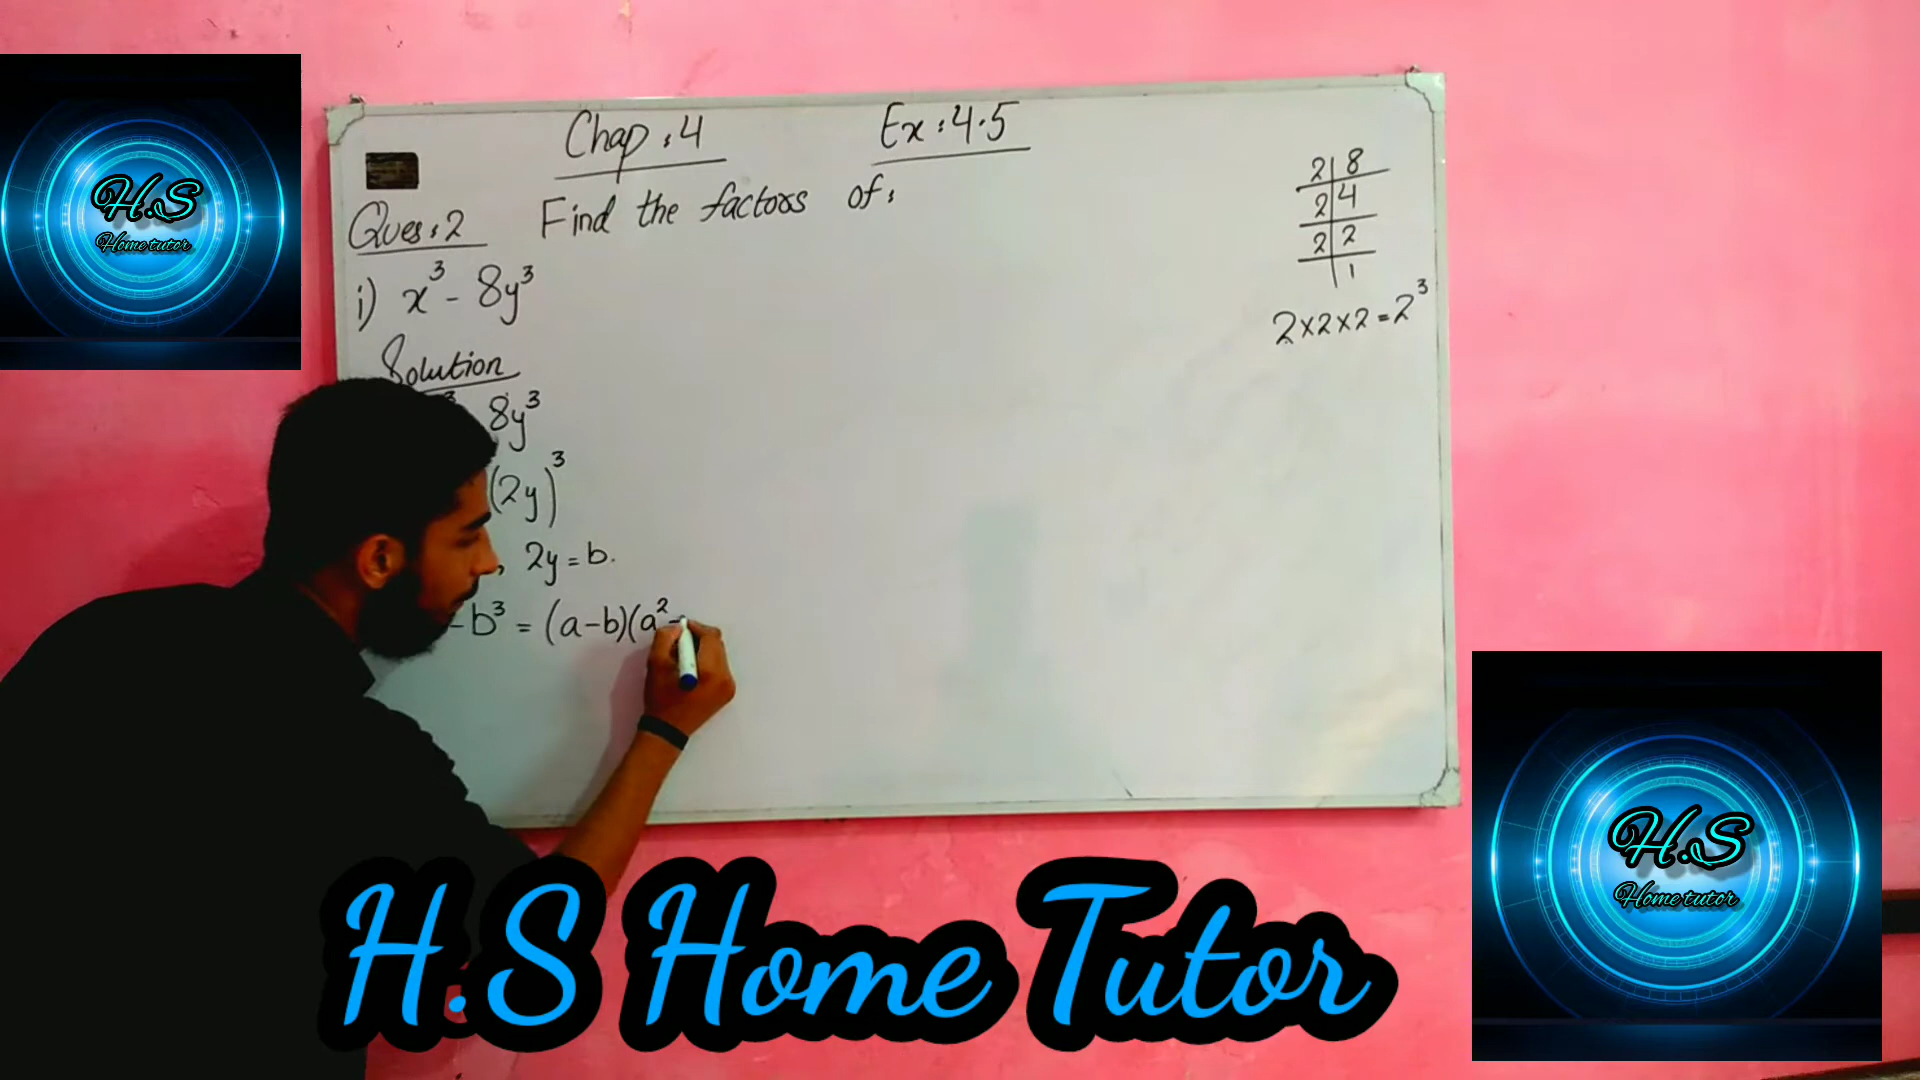 H.S
Home tutor
Chap : 4
Ex : 4.5
Ques : 2 Find the factors of :
i) x³ - 8y³
Solution
8y³
(2y)³
, 2y = b.
- b³ = (a-b)(a² -
2 8
2 4
2 2
1
2×2×2=2³
H.S
Home tutor
H.S Home Tutor